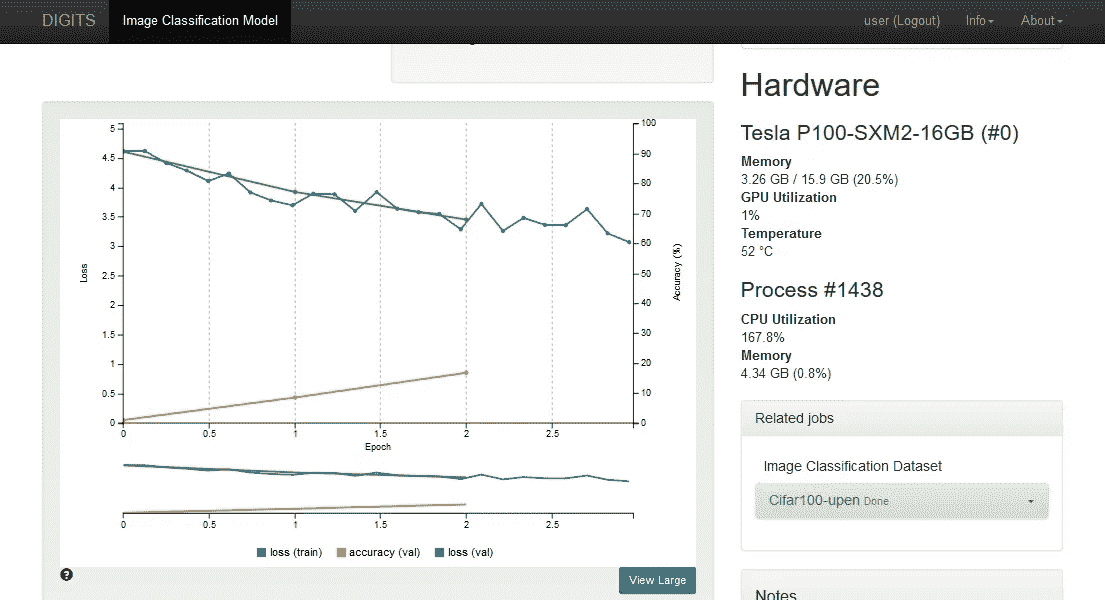 DIGITS Image Classification Model user (Logout) Info About
5
4.5
4
3.5
3
2.5
2
1.5
1
0.5
0
Loss
100
90
80
70
60
50
40
30
20
10
0
Accuracy (%)
0 0.5 1 1.5 2 2.5
Epoch
0 0.5 1 1.5 2 2.5
loss (train) accuracy (val) loss (val)
?
View Large
Hardware
Tesla P100-SXM2-16GB (#0)
Memory
3.26 GB / 15.9 GB (20.5%)
GPU Utilization
1%
Temperature
52 °C
Process #1438
CPU Utilization
167.8%
Memory
4.34 GB (0.8%)
Related jobs
Image Classification Dataset
Cifar100-upen Done
Notes